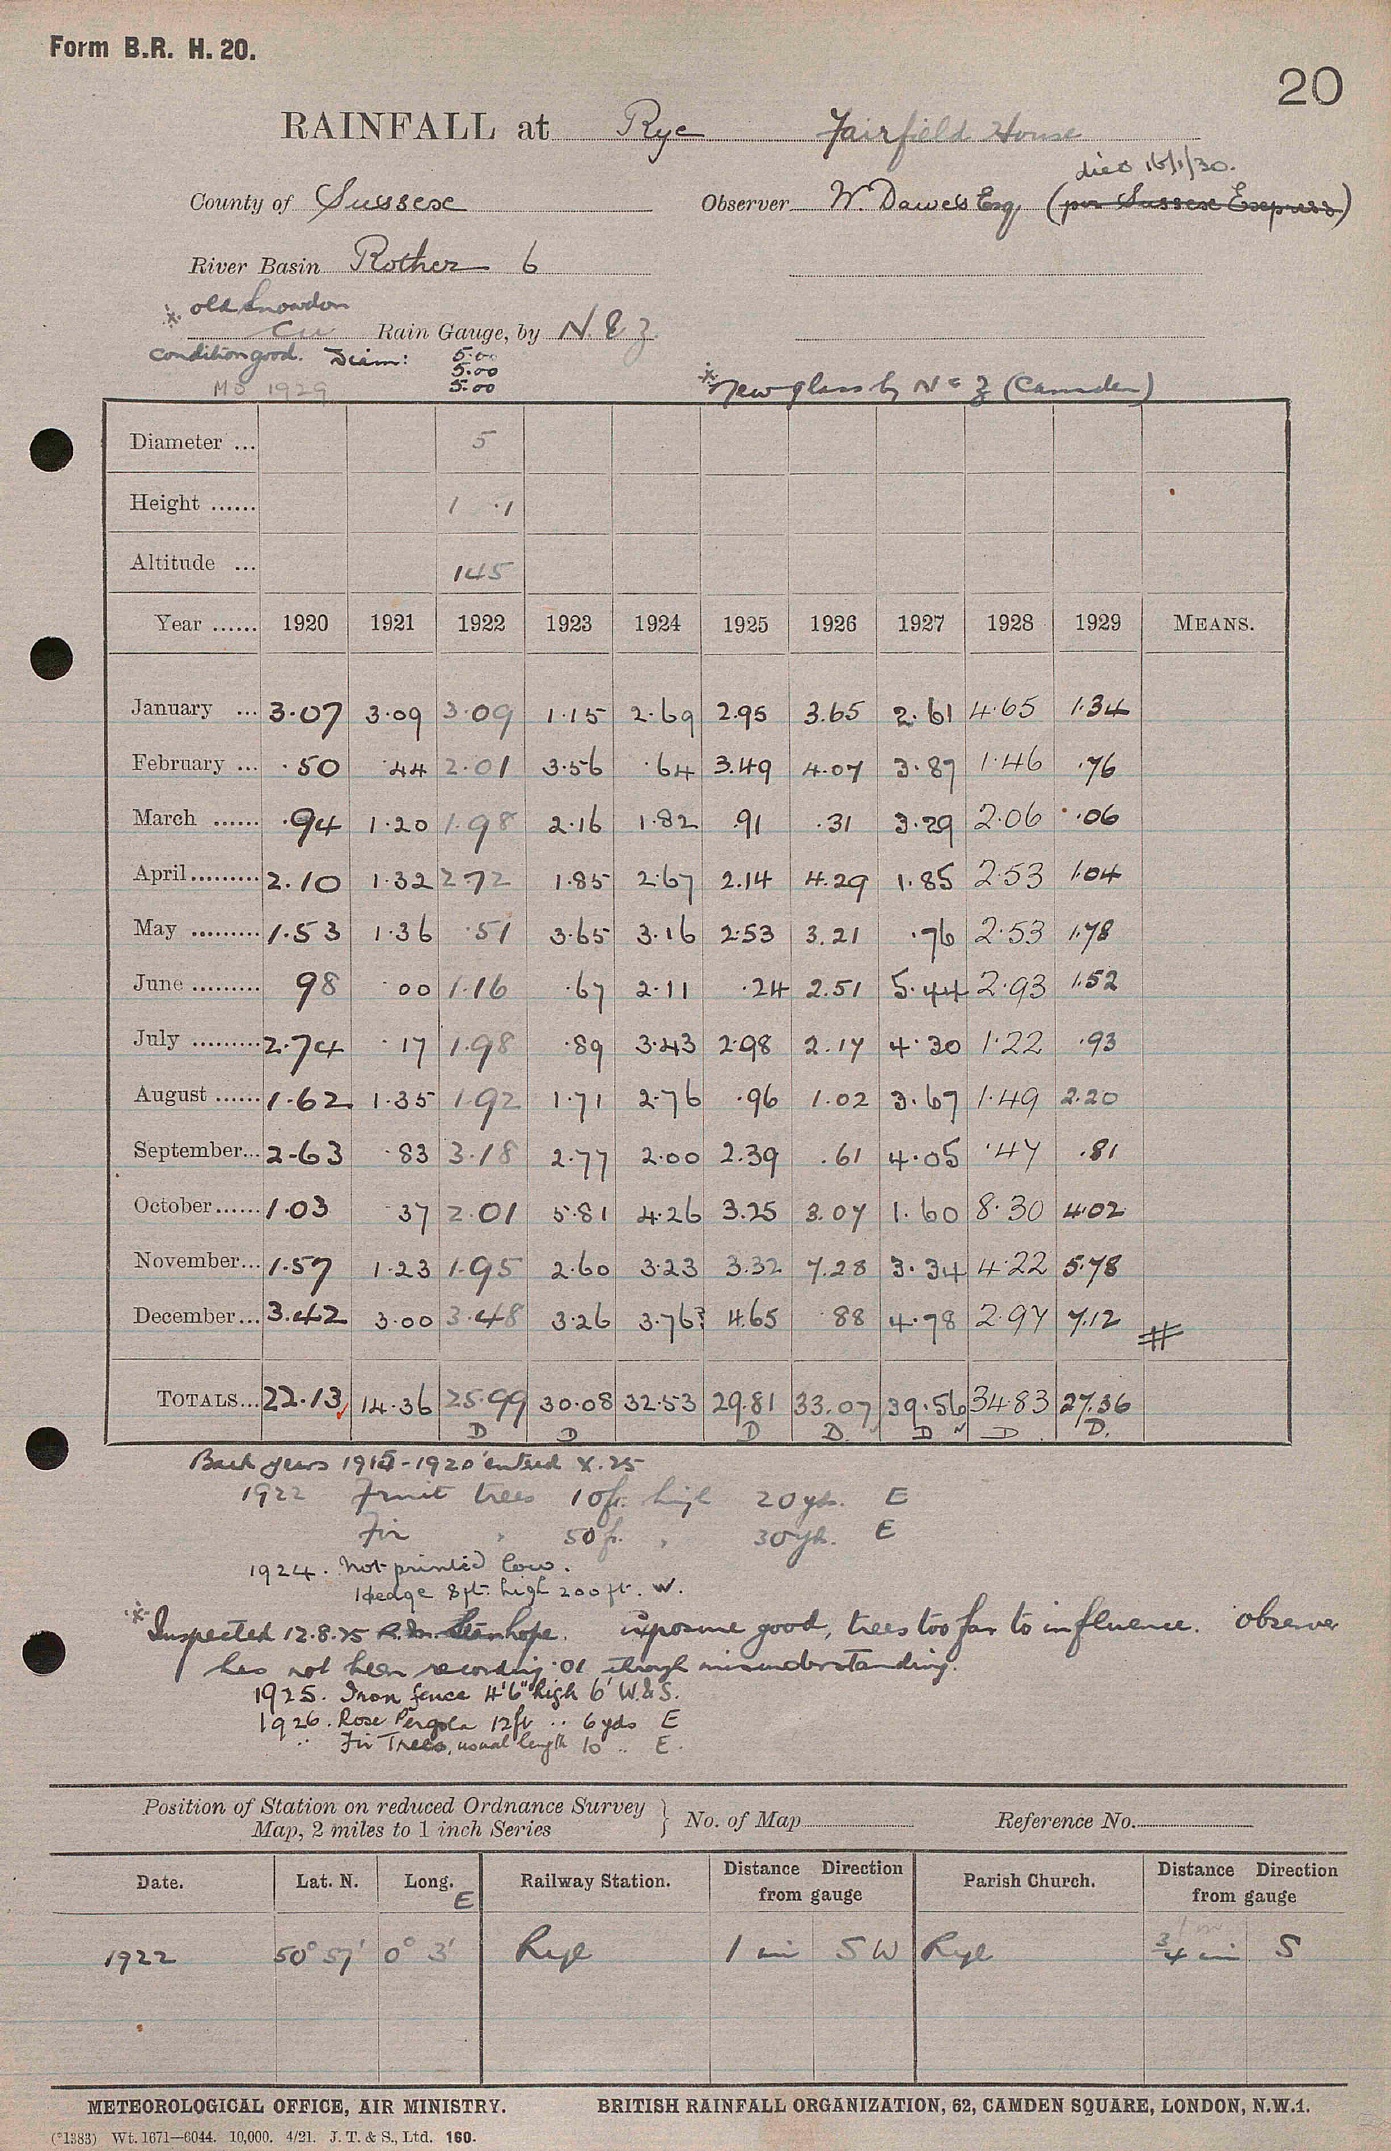 Form B.R. H. 20.
20
RAINFALL at Rye Fairfield House
died 16/1/30.
County of Sussex Observer W. Dawes Esq (per Sussex Express)
River Basin Rother 6
* old Snowdon
Cu Rain Gauge, by N. & Z.
condition good. Diam: 5.00
5.00
5.00
MO 1929
* New glass by N & Z (Camden)
Diameter ... 5
Height ...... 1 .1
Altitude ... 145
Year ...... 1920 1921 1922 1923 1924 1925 1926 1927 1928 1929 MEANS.
January ... 3.07 3.09 3.09 1.15 2.69 2.95 3.65 2.61 4.65 1.34
February ... .50 .44 2.01 3.56 .64 3.49 4.07 3.87 1.46 .76
March ...... .94 1.20 1.98 2.16 1.82 .91 .31 3.29 2.06 .06
April ......... 2.10 1.32 2.72 1.85 2.67 2.14 4.29 1.85 2.53 1.04
May ......... 1.53 1.36 .51 3.65 3.16 2.53 3.21 .76 2.53 1.78
June ......... 98 .00 1.16 .67 2.11 .24 2.51 5.44 2.93 1.52
July ......... 2.74 .17 1.98 .89 3.43 2.98 2.17 4.30 1.22 .93
August ...... 1.62 1.35 1.92 1.71 2.76 .96 1.02 3.67 1.49 2.20
September... 2.63 .83 3.18 2.77 2.00 2.39 .61 4.05 .47 .81
October ...... 1.03 37 2.01 5.81 4.26 3.25 3.07 1.60 8.30 4.02
November... 1.57 1.23 1.95 2.60 3.23 3.32 7.28 3.34 4.22 5.78
December... 3.42 3.00 3.48 3.26 3.76? 4.65 .88 4.78 2.97 7.12
#
TOTALS... 22.13 14.36 25.99 30.08 32.53 29.81 33.07 39.56 34.83 27.36
D D D D. D D D.
Back years 1915-1920 entered X.25
1922 Fruit trees 10ft. high 20 yds. E
Fir " 50ft. " 30 yds. E
1924. Not printed low.
Hedge 8ft. high 200 ft. W.
* Inspected 12.8.25 R.M. Stanhope. exposure good, trees too far to influence. Observer
has not been recording .01 through misunderstanding.
1925. Iron fence 4'6" high 6' W.&S.
1926. Rose Pergola 12ft .. 6 yds E
.. Fir Trees, usual length 10 .. E.
Position of Station on reduced Ordnance Survey
Map, 2 miles to 1 inch Series } No. of Map Reference No.
Date. Lat. N. Long. E Railway Station. Distance Direction from gauge Parish Church. Distance Direction from gauge
1 m
1922 50° 57' 0° 3' Rye 1 mi SW Rye 3/4 mi S
METEOROLOGICAL OFFICE, AIR MINISTRY. BRITISH RAINFALL ORGANIZATION, 62, CAMDEN SQUARE, LONDON, N.W.1.
(°1383) Wt. 1671—6044. 10,000. 4/21. J. T. & S., Ltd. 160.